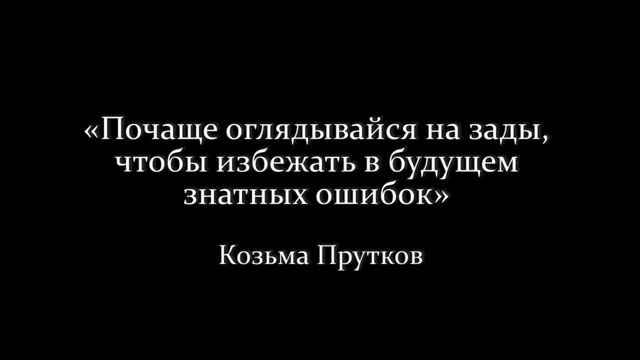 «Почаще оглядывайся на зады,
чтобы избежать в будущем
знатных ошибок»
Козьма Прутков